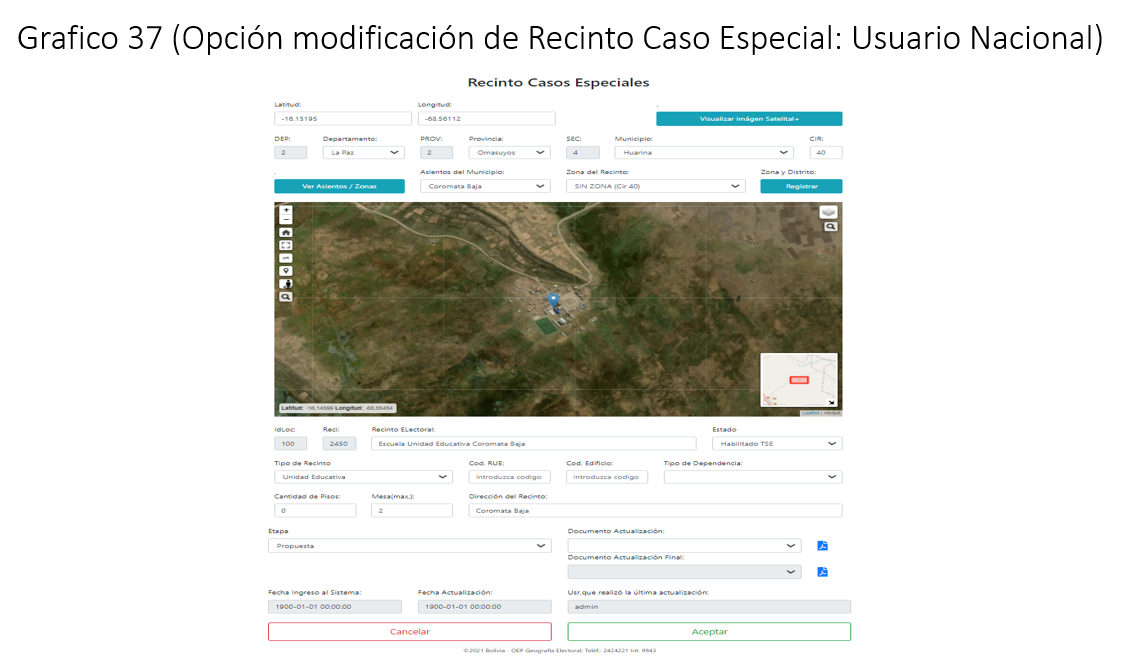 Grafico 37 (Opción modificación de Recinto Caso Especial: Usuario Nacional)
Recinto Casos Especiales
Latitud: Longitud: .
-16.15195 -68.56112 Visualizar Imágen Satelital+
DEP: Departamento: PROV: Provincia: SEC: Municipio: CIR:
2 La Paz 2 Omasuyos 4 Huarina 40
. Asientos del Municipio: Zona del Recinto: Zona y Distrito:
Ver Asientos / Zonas Coromata Baja SIN ZONA (Cir 40) Registrar
+
−
Latitud: -16.14599 Longitud: -68.55454
Leaflet
IdLoc: Reci: Recinto ELectoral: Estado
100 2450 Escuela Unidad Educativa Coromata Baja Habilitado TSE
Tipo de Recinto Cod. RUE: Cod. Edificio: Tipo de Dependencia:
Unidad Educativa Introduzca codigo Introduzca codigo
Cantidad de Pisos: Mesa(max.): Dirección del Recinto:
0 2 Coromata Baja
Etapa Documento Actualización:
Propuesta
Documento Actualización Final:
Fecha Ingreso al Sistema: Fecha Actualización: Usr.que realizó la última actualización:
1900-01-01 00:00:00 1900-01-01 00:00:00 admin
Cancelar Aceptar
©2021 Bolivia - OEP Geografía Electoral: Teléf.: 2424221 Int. 9943